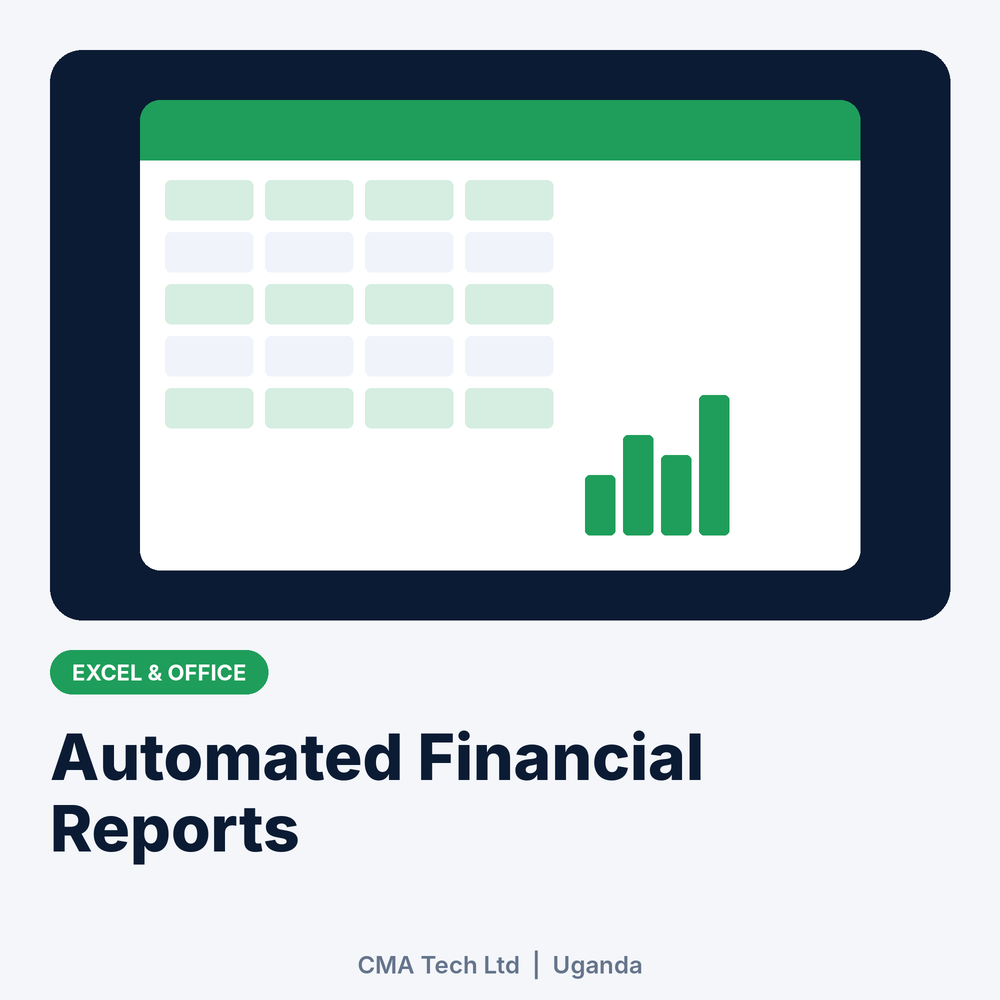 EXCEL & OFFICE
Automated Financial
Reports
CMA Tech Ltd | Uganda